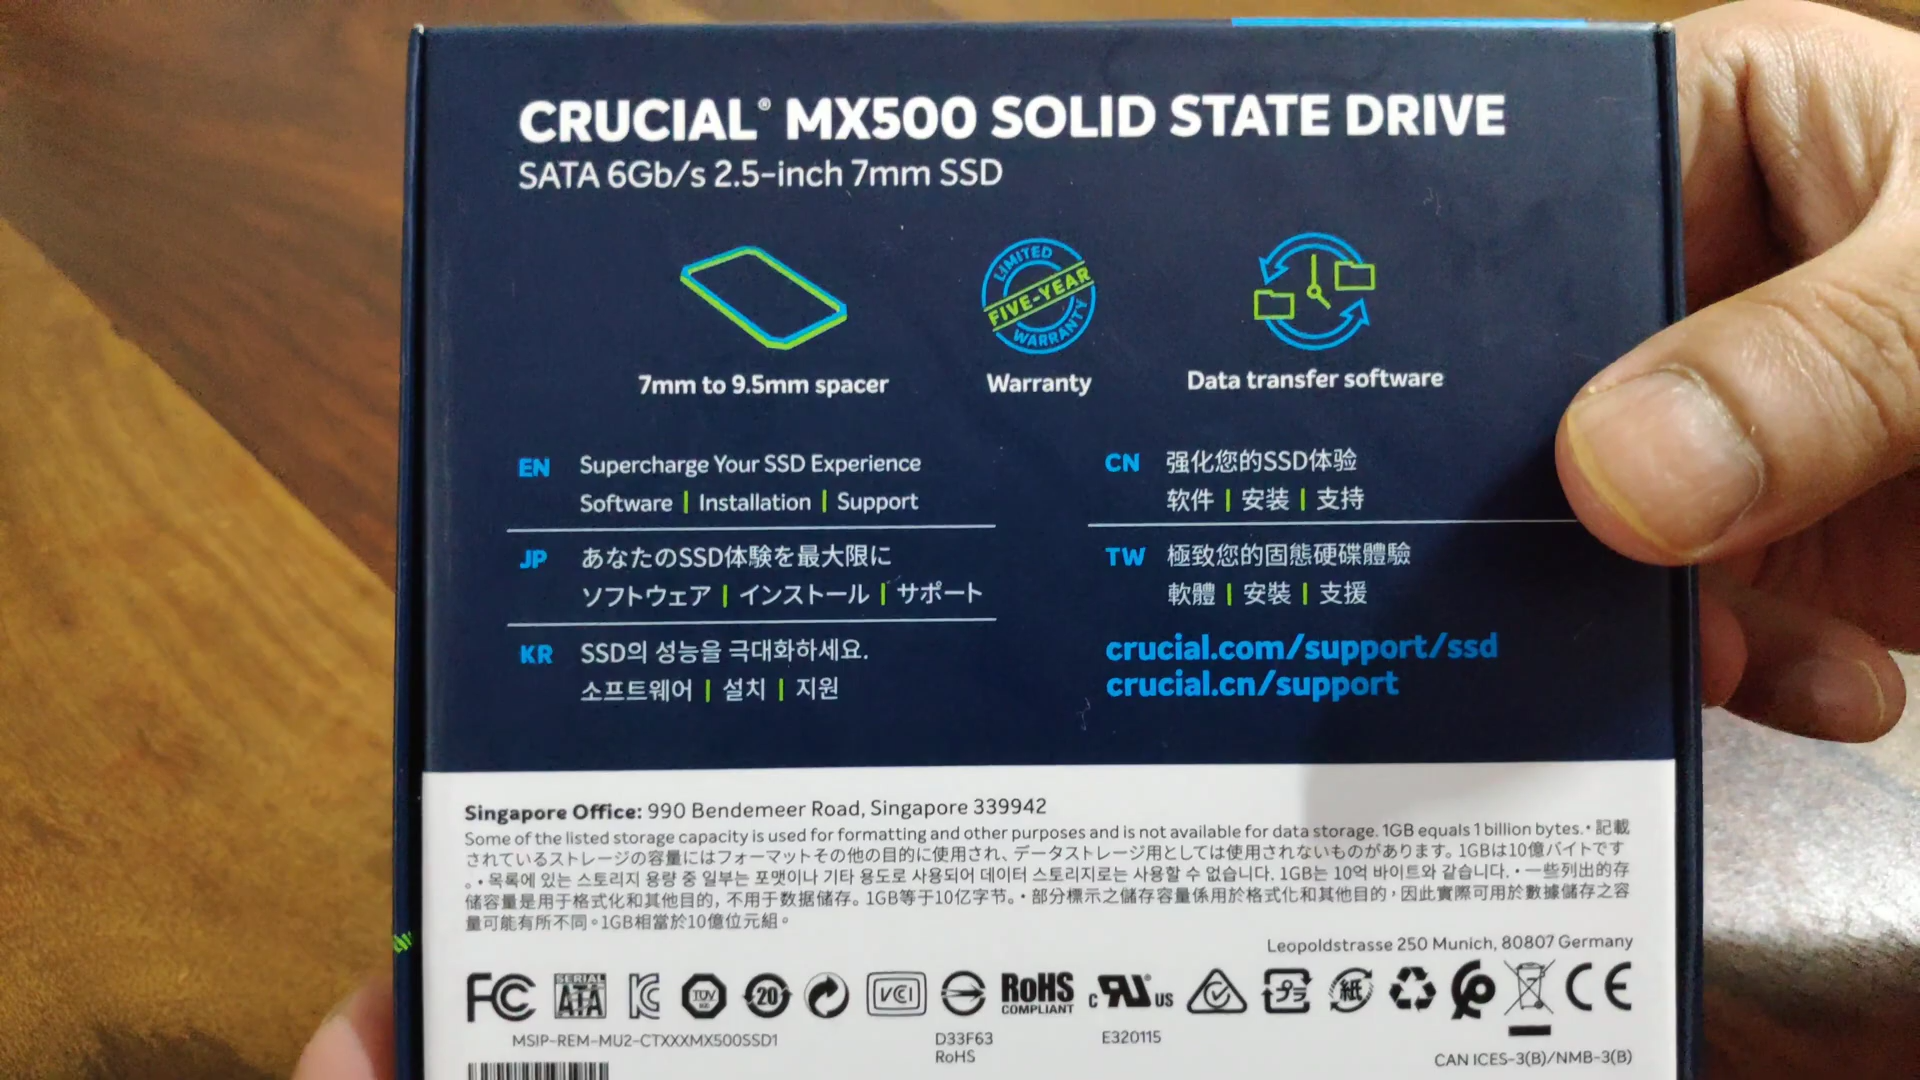 CRUCIAL® MX500 SOLID STATE DRIVE
SATA 6Gb/s 2.5-inch 7mm SSD
LIMITED
FIVE-YEAR
WARRANTY
7mm to 9.5mm spacer
Warranty
Data transfer software
EN Supercharge Your SSD Experience
Software | Installation | Support
CN 强化您的SSD体验
软件 | 安装 | 支持
JP あなたのSSD体験を最大限に
ソフトウェア | インストール | サポート
TW 極致您的固態硬碟體驗
軟體 | 安裝 | 支援
KR SSD의 성능을 극대화하세요.
소프트웨어 | 설치 | 지원
crucial.com/support/ssd
crucial.cn/support
Singapore Office: 990 Bendemeer Road, Singapore 339942
Some of the listed storage capacity is used for formatting and other purposes and is not available for data storage. 1GB equals 1 billion bytes. • 記載
されているストレージの容量にはフォーマットその他の目的に使用され、データストレージ用としては使用されないものがあります。1GBは10億バイトです
。• 목록에 있는 스토리지 용량 중 일부는 포맷이나 기타 용도로 사용되어 데이터 스토리지로는 사용할 수 없습니다. 1GB는 10억 바이트와 같습니다. • 一些列出的存
储容量是用于格式化和其他目的, 不用于数据储存。1GB等于10亿字节。• 部分標示之儲存容量係用於格式化和其他目的，因此實際可用於數據儲存之容
量可能有所不同。1GB相當於10億位元組。
Leopoldstrasse 250 Munich, 80807 Germany
FC SERIAL ATA KC TÜV 20 VCI RoHS COMPLIANT c RU US プラ 紙 CE
MSIP-REM-MU2-CTXXXMX500SSD1
D33F63
RoHS
E320115
CAN ICES-3(B)/NMB-3(B)